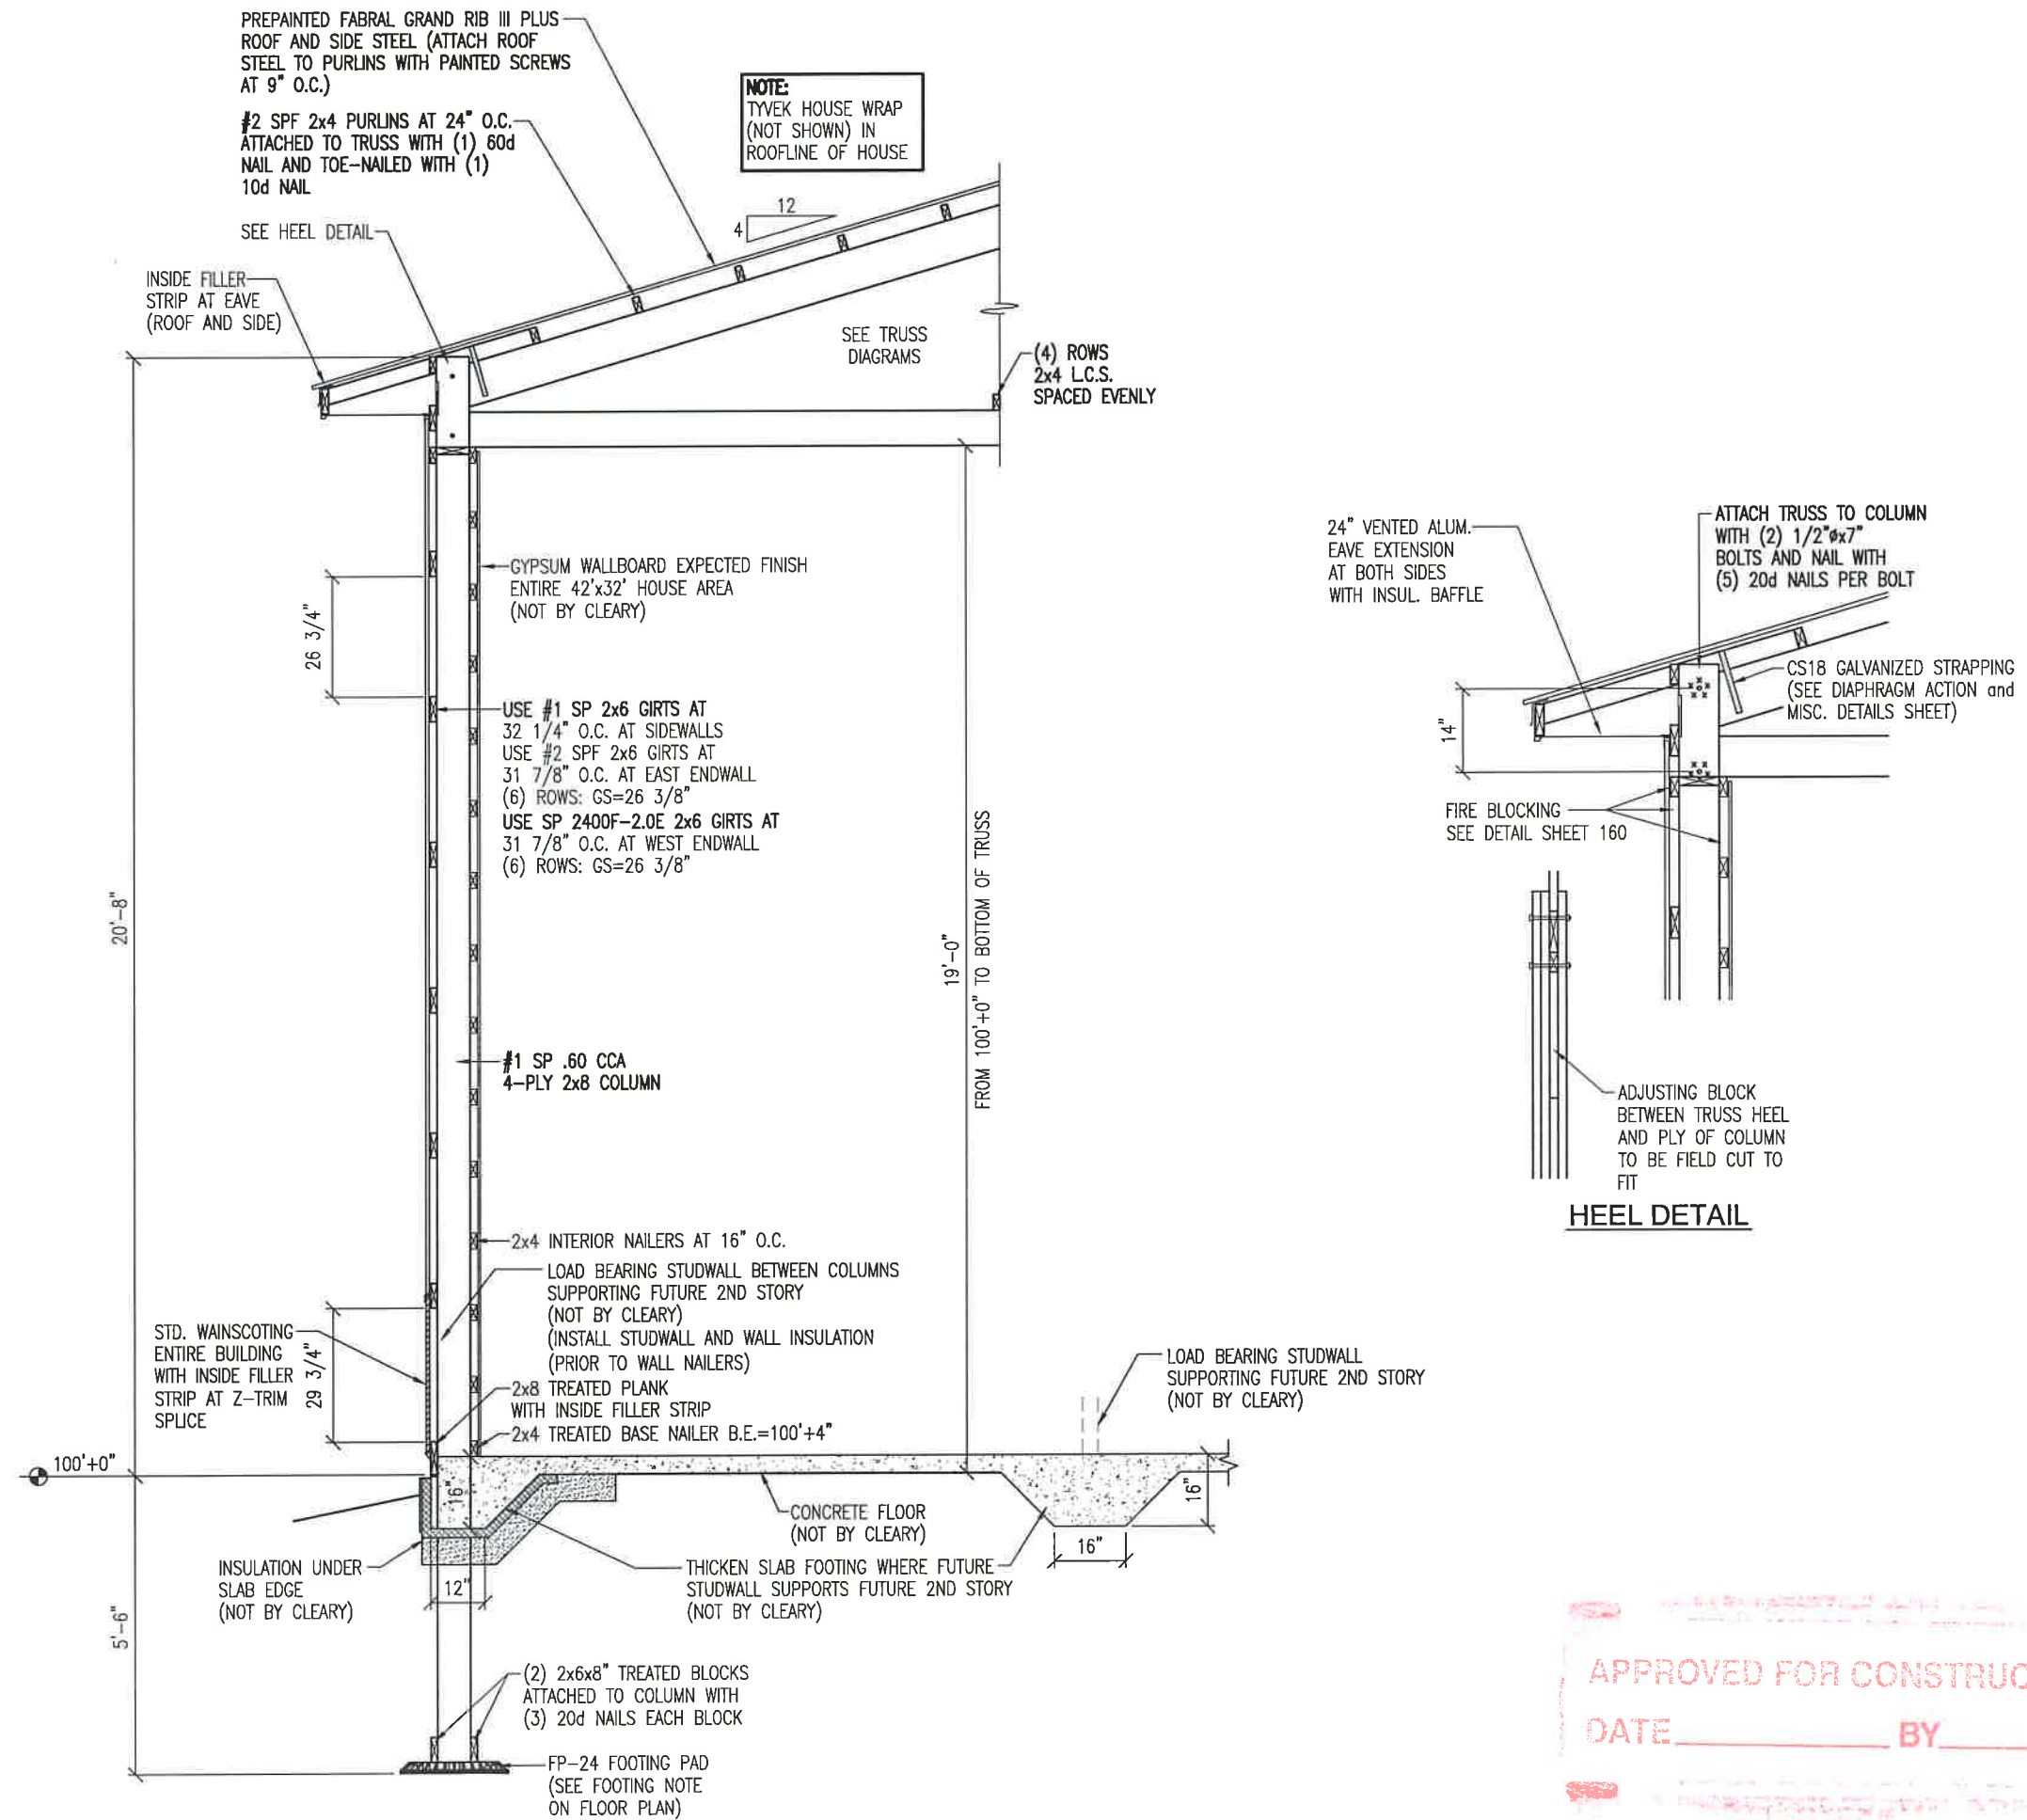 PREPAINTED FABRAL GRAND RIB III PLUS
ROOF AND SIDE STEEL (ATTACH ROOF
STEEL TO PURLINS WITH PAINTED SCREWS
AT 9" O.C.)
#2 SPF 2x4 PURLINS AT 24" O.C.
ATTACHED TO TRUSS WITH (1) 60d
NAIL AND TOE-NAILED WITH (1)
10d NAIL
SEE HEEL DETAIL
INSIDE FILLER
STRIP AT EAVE
(ROOF AND SIDE)
NOTE:
TYVEK HOUSE WRAP
(NOT SHOWN) IN
ROOFLINE OF HOUSE
12
4
SEE TRUSS
DIAGRAMS
(4) ROWS
2x4 L.C.S.
SPACED EVENLY
GYPSUM WALLBOARD EXPECTED FINISH
ENTIRE 42'x32' HOUSE AREA
(NOT BY CLEARY)
26 3/4"
USE #1 SP 2x6 GIRTS AT
32 1/4" O.C. AT SIDEWALLS
USE #2 SPF 2x6 GIRTS AT
31 7/8" O.C. AT EAST ENDWALL
(6) ROWS: GS=26 3/8"
USE SP 2400F-2.0E 2x6 GIRTS AT
31 7/8" O.C. AT WEST ENDWALL
(6) ROWS: GS=26 3/8"
20'-8"
19'-0"
FROM 100'+0" TO BOTTOM OF TRUSS
#1 SP .60 CCA
4-PLY 2x8 COLUMN
2x4 INTERIOR NAILERS AT 16" O.C.
LOAD BEARING STUDWALL BETWEEN COLUMNS
SUPPORTING FUTURE 2ND STORY
(NOT BY CLEARY)
(INSTALL STUDWALL AND WALL INSULATION
(PRIOR TO WALL NAILERS)
2x8 TREATED PLANK
WITH INSIDE FILLER STRIP
2x4 TREATED BASE NAILER B.E.=100'+4"
STD. WAINSCOTING
ENTIRE BUILDING
WITH INSIDE FILLER
STRIP AT Z-TRIM
SPLICE
29 3/4"
100'+0"
LOAD BEARING STUDWALL
SUPPORTING FUTURE 2ND STORY
(NOT BY CLEARY)
16"
16"
16"
CONCRETE FLOOR
(NOT BY CLEARY)
THICKEN SLAB FOOTING WHERE FUTURE
STUDWALL SUPPORTS FUTURE 2ND STORY
(NOT BY CLEARY)
INSULATION UNDER
SLAB EDGE
(NOT BY CLEARY)
12"
5'-6"
(2) 2x6x8" TREATED BLOCKS
ATTACHED TO COLUMN WITH
(3) 20d NAILS EACH BLOCK
FP-24 FOOTING PAD
(SEE FOOTING NOTE
ON FLOOR PLAN)
24" VENTED ALUM.
EAVE EXTENSION
AT BOTH SIDES
WITH INSUL. BAFFLE
ATTACH TRUSS TO COLUMN
WITH (2) 1/2"øx7"
BOLTS AND NAIL WITH
(5) 20d NAILS PER BOLT
CS18 GALVANIZED STRAPPING
(SEE DIAPHRAGM ACTION and
MISC. DETAILS SHEET)
14"
FIRE BLOCKING
SEE DETAIL SHEET 160
ADJUSTING BLOCK
BETWEEN TRUSS HEEL
AND PLY OF COLUMN
TO BE FIELD CUT TO
FIT
HEEL DETAIL
APPROVED FOR CONSTRUC
DATE BY